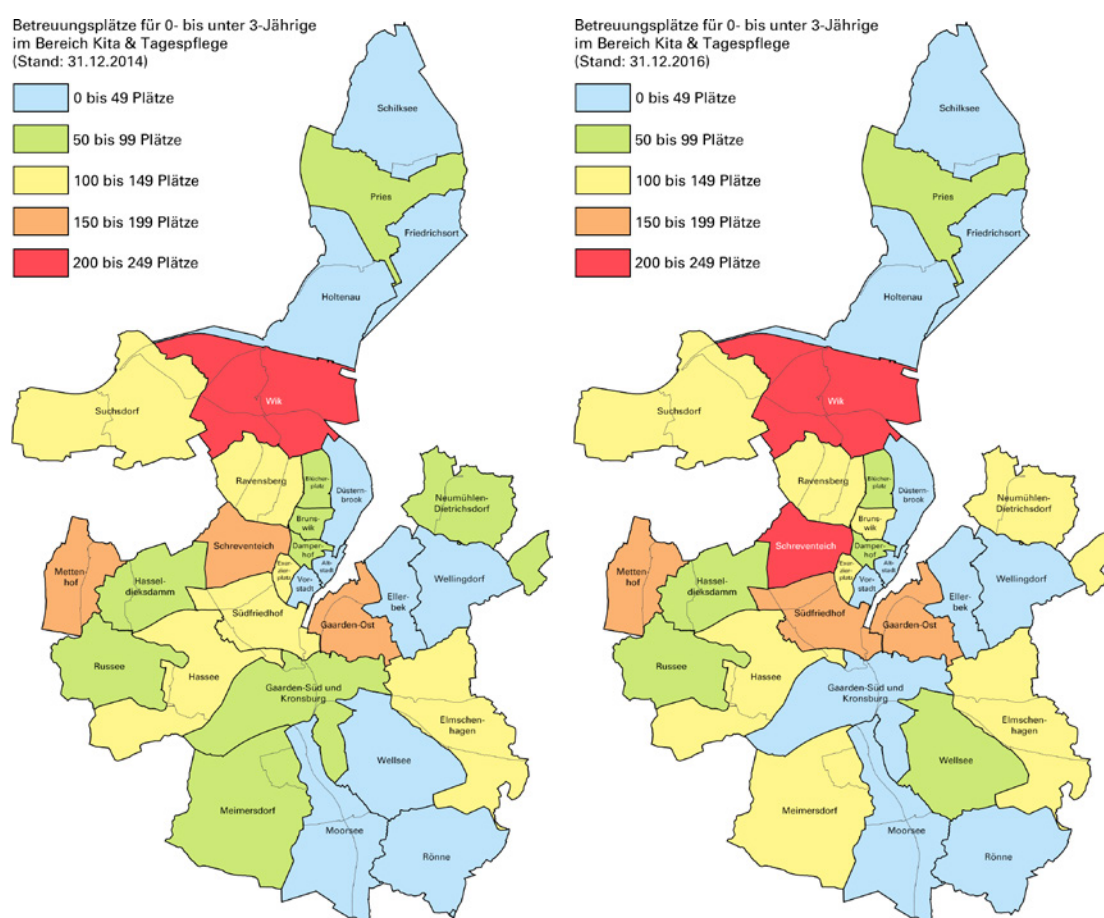 Betreuungsplätze für 0- bis unter 3-Jährige
im Bereich Kita & Tagespflege
(Stand: 31.12.2014)
0 bis 49 Plätze
50 bis 99 Plätze
100 bis 149 Plätze
150 bis 199 Plätze
200 bis 249 Plätze
Schilksee
Pries
Friedrichsort
Holtenau
Suchsdorf
Wik
Ravensberg
Blücher-
platz
Düstern-
brook
Neumühlen-
Dietrichsdorf
Bruns-
wik
Schreventeich
Damper-
hof
Exer-
zier-
platz
Alt-
stadt
Vor-
stadt
Metten-
hof
Hassel-
dieksdamm
Südfriedhof
Gaarden-Ost
Eller-
bek
Wellingdorf
Russee
Hassee
Gaarden-Süd und
Kronsburg
Elmschen-
hagen
Wellsee
Meimersdorf
Moorsee
Rönne
Betreuungsplätze für 0- bis unter 3-Jährige
im Bereich Kita & Tagespflege
(Stand: 31.12.2016)
0 bis 49 Plätze
50 bis 99 Plätze
100 bis 149 Plätze
150 bis 199 Plätze
200 bis 249 Plätze
Schilksee
Pries
Friedrichsort
Holtenau
Suchsdorf
Wik
Ravensberg
Blücher-
platz
Düstern-
brook
Neumühlen-
Dietrichsdorf
Bruns-
wik
Schreventeich
Damper-
hof
Exer-
zier-
platz
Alt-
stadt
Vor-
stadt
Metten-
hof
Hassel-
dieksdamm
Südfriedhof
Gaarden-Ost
Eller-
bek
Wellingdorf
Russee
Hassee
Gaarden-Süd und
Kronsburg
Elmschen-
hagen
Wellsee
Meimersdorf
Moorsee
Rönne